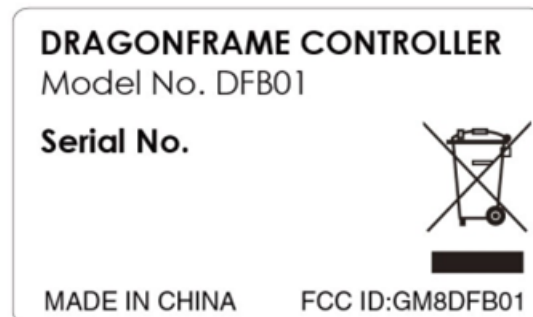 DRAGONFRAME CONTROLLER
Model No. DFB01
Serial No.
MADE IN CHINA FCC ID:GM8DFB01